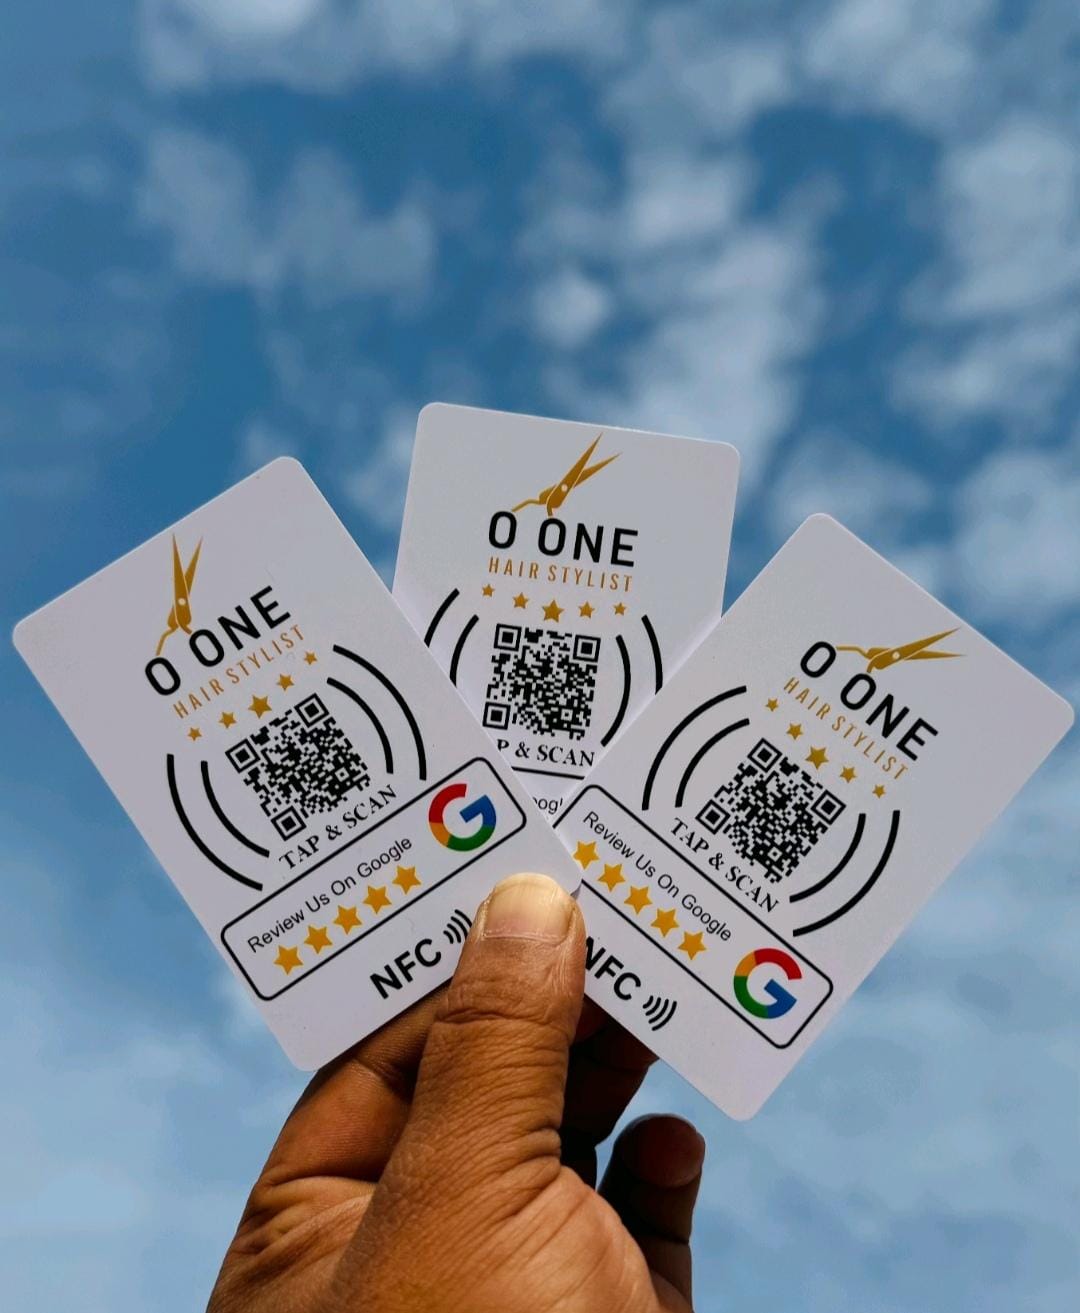 O ONE
HAIR STYLIST
TAP & SCAN
Review Us On Google
NFC
O ONE
HAIR STYLIST
P & SCAN
oogl
O ONE
HAIR STYLIST
TAP & SCAN
Review Us On Google
NFC